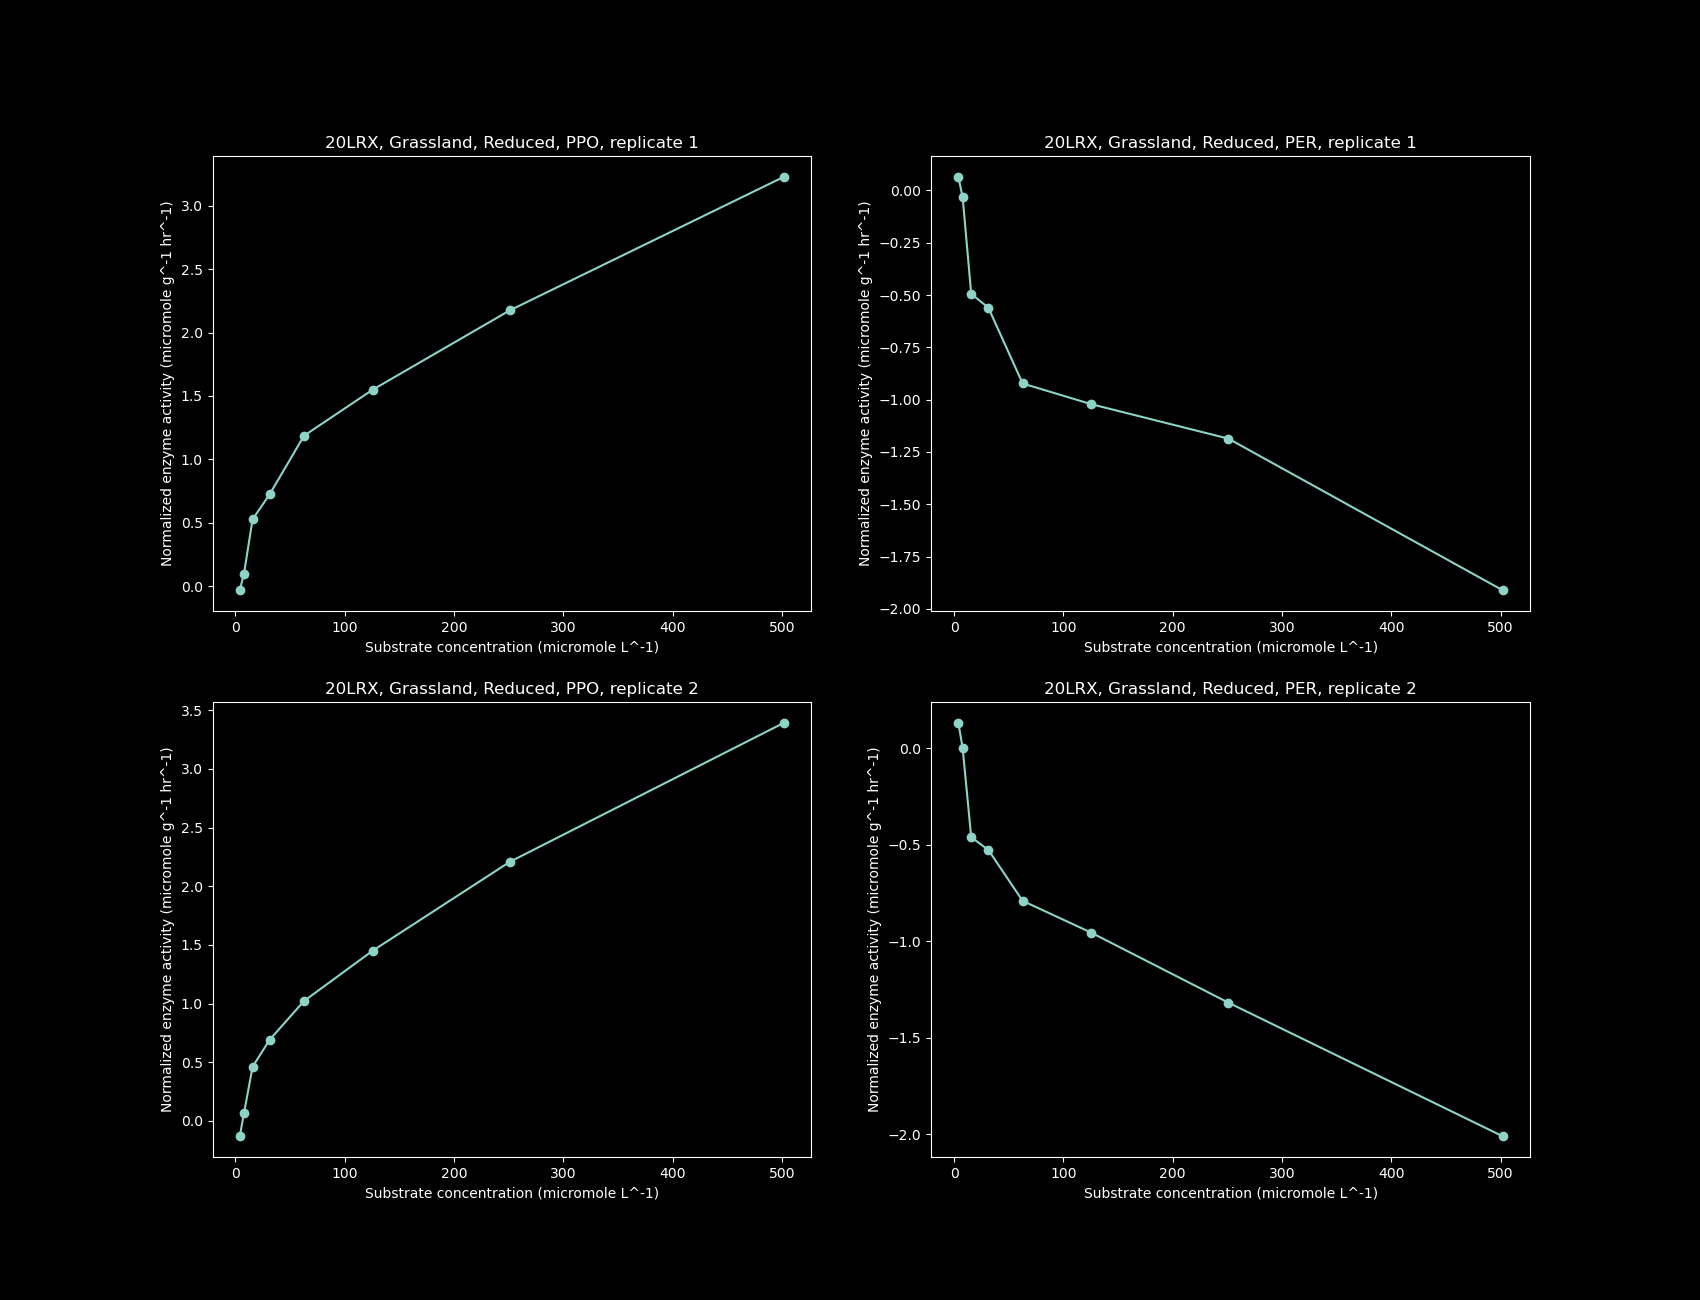 20LRX, Grassland, Reduced, PPO, replicate 1
Normalized enzyme activity (micromole g^-1 hr^-1)
3.0
2.5
2.0
1.5
1.0
0.5
0.0
0 100 200 300 400 500
Substrate concentration (micromole L^-1)
20LRX, Grassland, Reduced, PER, replicate 1
Normalized enzyme activity (micromole g^-1 hr^-1)
0.00
−0.25
−0.50
−0.75
−1.00
−1.25
−1.50
−1.75
−2.00
0 100 200 300 400 500
Substrate concentration (micromole L^-1)
20LRX, Grassland, Reduced, PPO, replicate 2
Normalized enzyme activity (micromole g^-1 hr^-1)
3.5
3.0
2.5
2.0
1.5
1.0
0.5
0.0
0 100 200 300 400 500
Substrate concentration (micromole L^-1)
20LRX, Grassland, Reduced, PER, replicate 2
Normalized enzyme activity (micromole g^-1 hr^-1)
0.0
−0.5
−1.0
−1.5
−2.0
0 100 200 300 400 500
Substrate concentration (micromole L^-1)